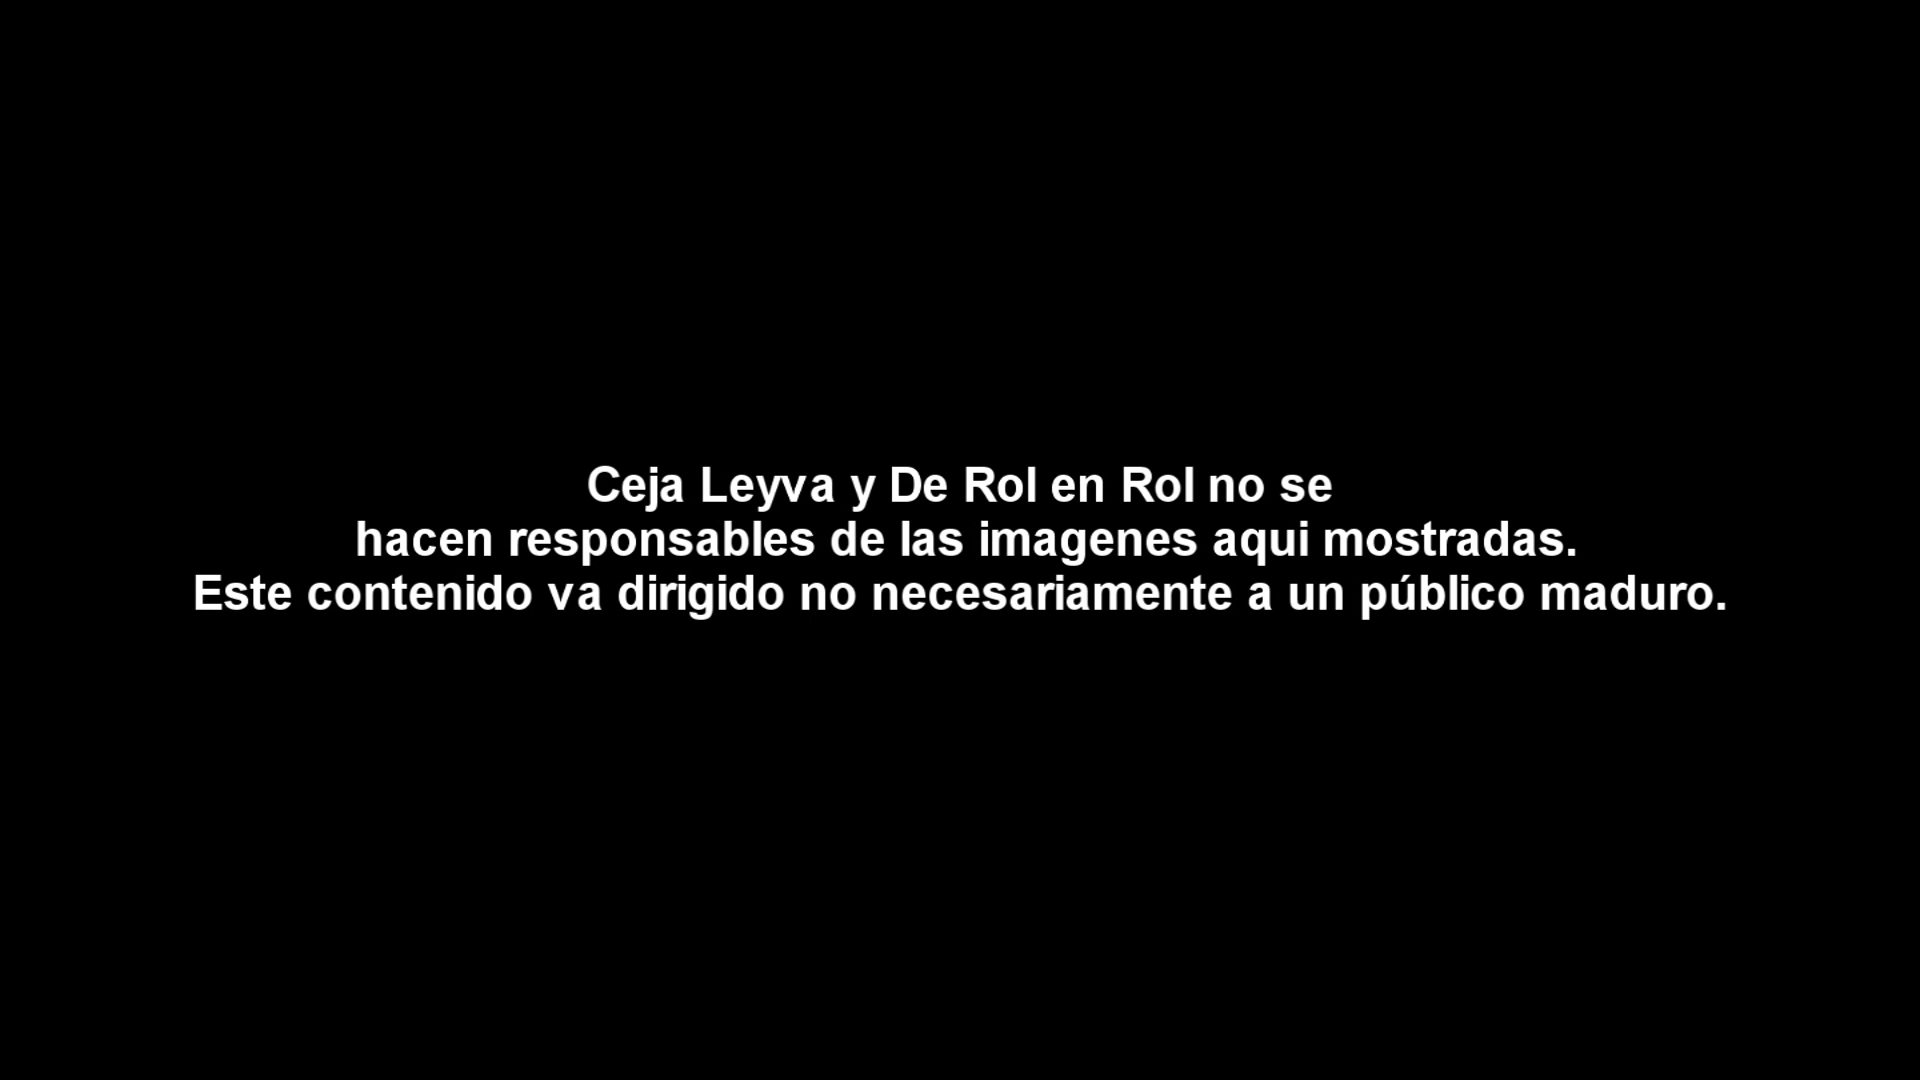 Ceja Leyva y De Rol en Rol no se
hacen responsables de las imagenes aqui mostradas.
Este contenido va dirigido no necesariamente a un público maduro.